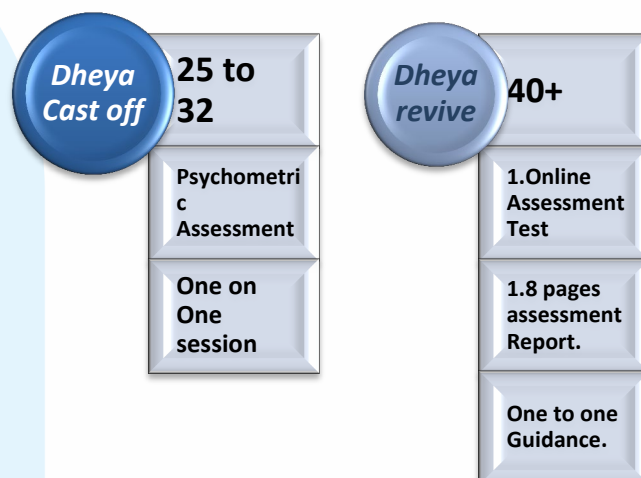 Dheya
Cast off
25 to
32
Psychometri
c
Assessment
One on
One
session
Dheya
revive
40+
1.Online
Assessment
Test
1.8 pages
assessment
Report.
One to one
Guidance.